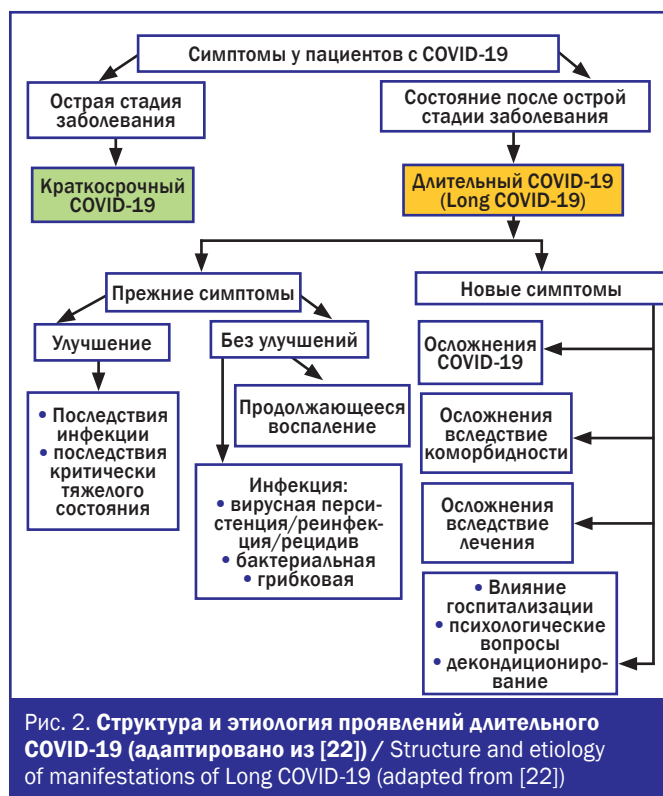 Симптомы у пациентов с COVID-19
Острая стадия
заболевания
Состояние после острой
стадии заболевания
Краткосрочный
COVID-19
Длительный COVID-19
(Long COVID-19)
Прежние симптомы
Новые симптомы
Улучшение
Без улучшений
Осложнения
COVID-19
• Последствия
инфекции
• последствия
критически
тяжелого
состояния
Продолжающееся
воспаление
Осложнения
вследствие
коморбидности
Инфекция:
• вирусная перси-
стенция/реинфек-
ция/рецидив
• бактериальная
• грибковая
Осложнения
вследствие
лечения
• Влияние
госпитализации
• психологические
вопросы
• декондициониро-
вание
Рис. 2. Структура и этиология проявлений длительного
COVID-19 (адаптировано из [22]) / Structure and etiology
of manifestations of Long COVID-19 (adapted from [22])